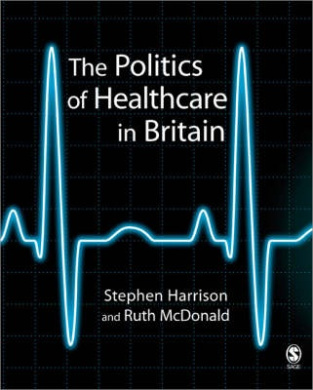 The Politics
of Healthcare
in Britain
Stephen Harrison
and Ruth McDonald
S
SAGE